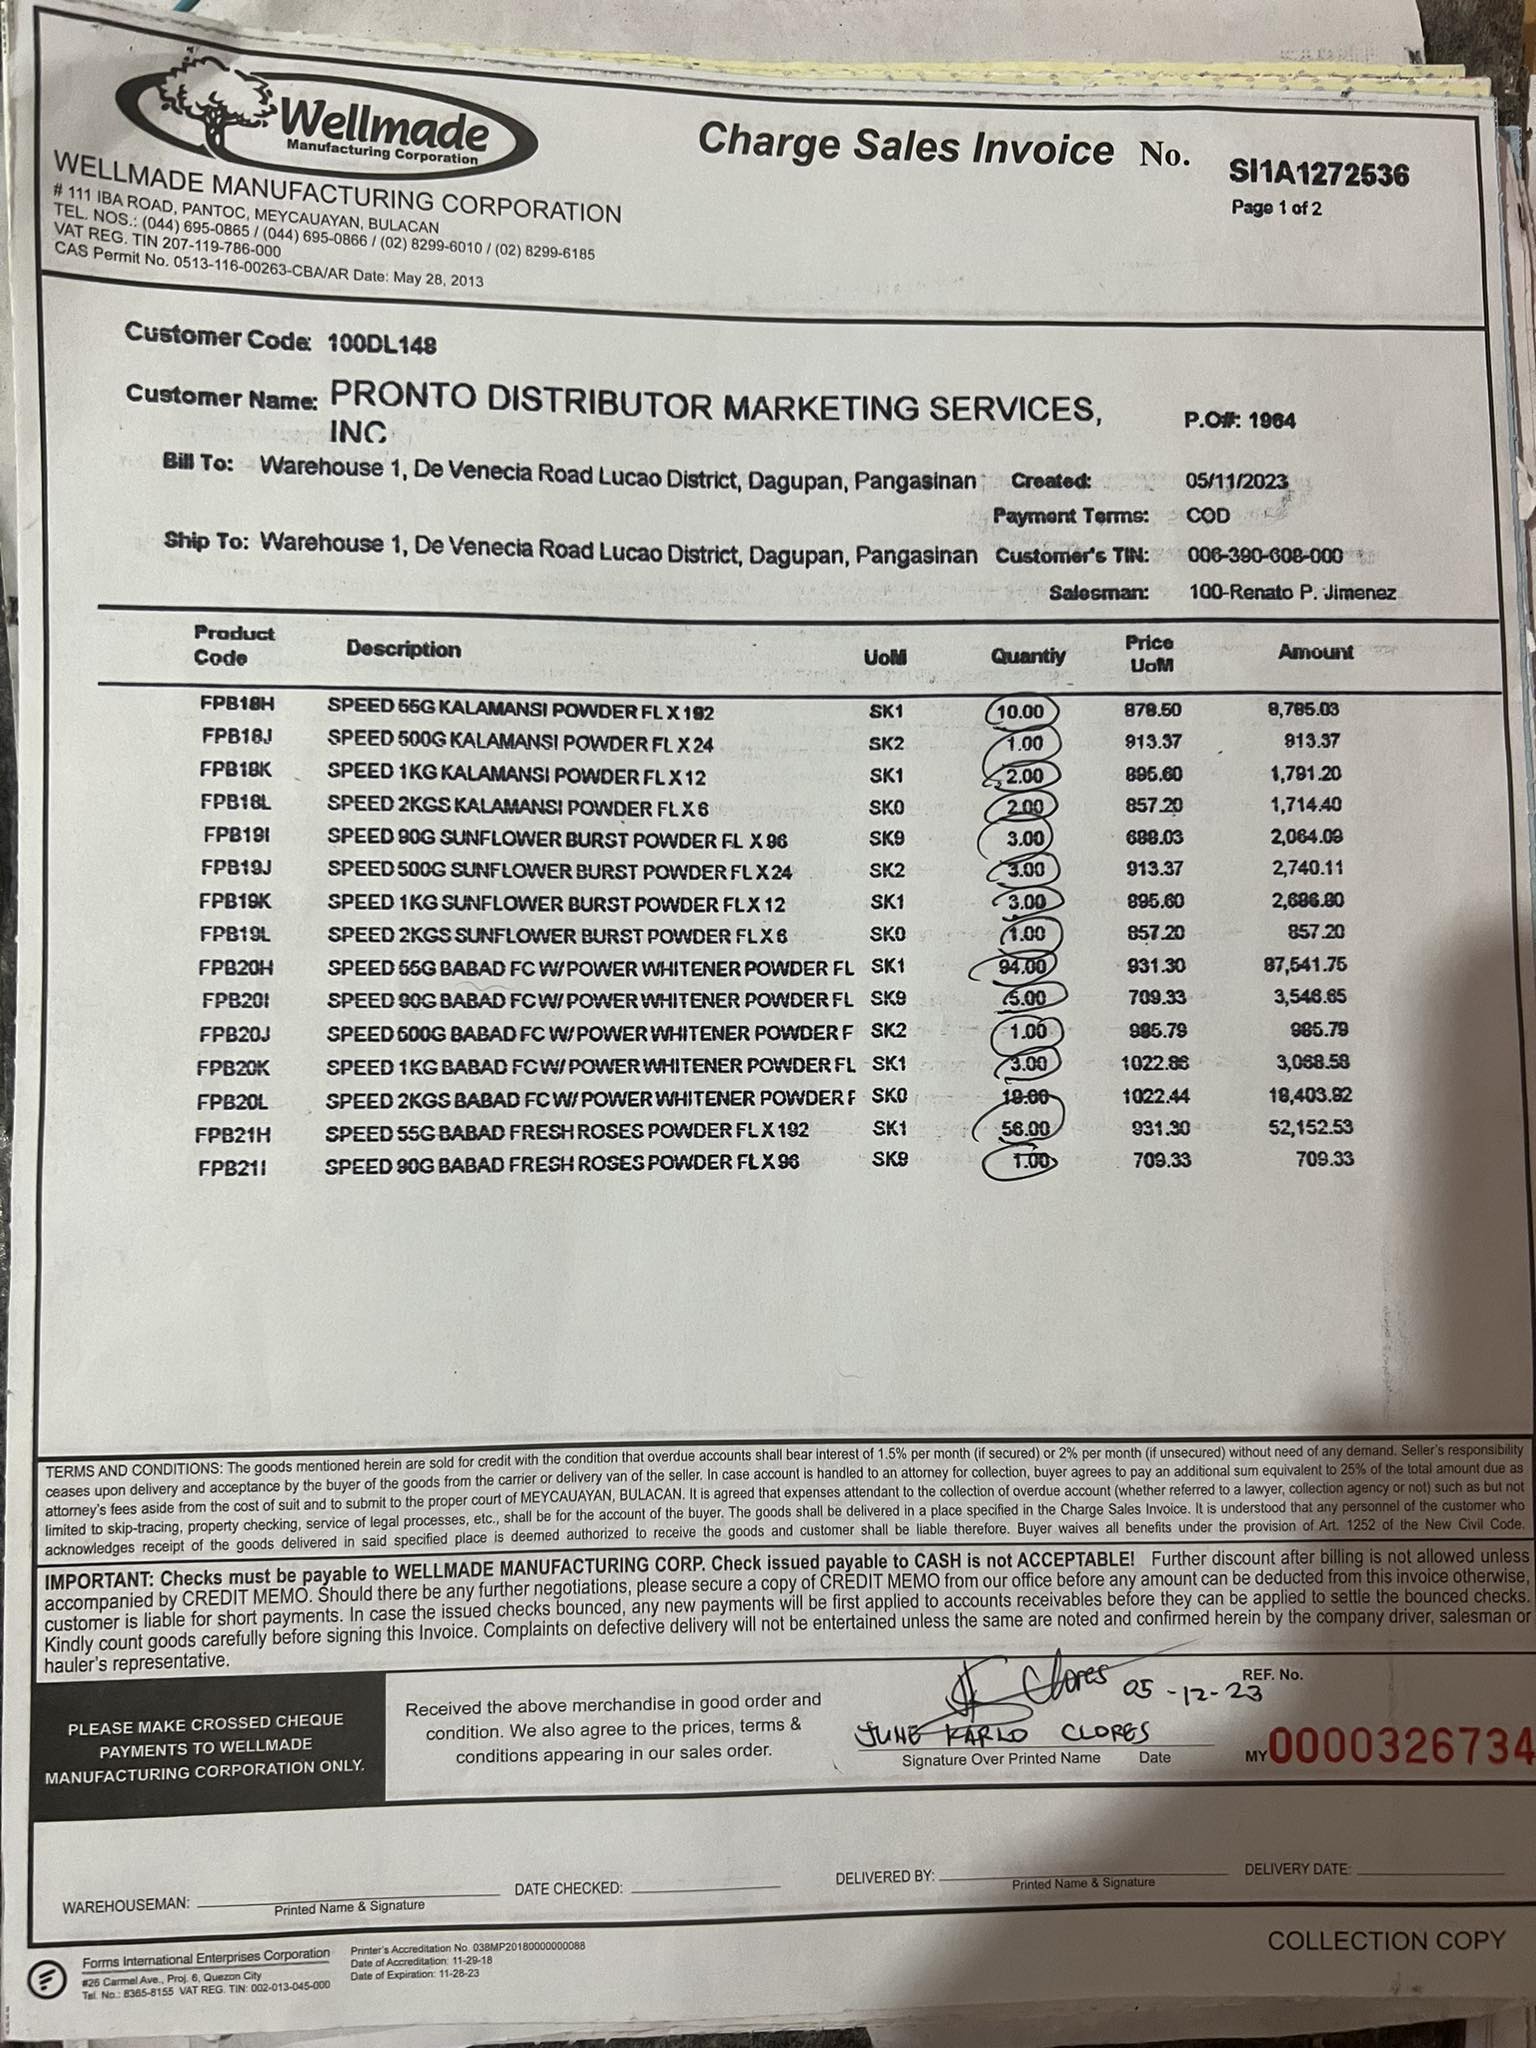 Wellmade
Manufacturing Corporation
Charge Sales Invoice No. SI1A1272536
Page 1 of 2
WELLMADE MANUFACTURING CORPORATION
# 111 IBA ROAD, PANTOC, MEYCAUAYAN, BULACAN
TEL. NOS.: (044) 695-0865 / (044) 695-0866 / (02) 8299-6010 / (02) 8299-6185
VAT REG. TIN 207-119-786-000
CAS Permit No. 0513-116-00263-CBA/AR Date: May 28, 2013
Customer Code: 100DL148
Customer Name: PRONTO DISTRIBUTOR MARKETING SERVICES, INC
P.O#: 1964
Bill To: Warehouse 1, De Venecia Road Lucao District, Dagupan, Pangasinan Created: 05/11/2023
Payment Terms: COD
Ship To: Warehouse 1, De Venecia Road Lucao District, Dagupan, Pangasinan Customer's TIN: 006-390-608-000
Salesman: 100-Renato P. Jimenez
Product Code Description UoM Quantiy Price UoM Amount
FPB18H SPEED 55G KALAMANSI POWDER FL X 192 SK1 10.00 878.50 8,785.03
FPB18J SPEED 500G KALAMANSI POWDER FL X 24 SK2 1.00 913.37 913.37
FPB18K SPEED 1KG KALAMANSI POWDER FL X 12 SK1 2.00 895.60 1,791.20
FPB18L SPEED 2KGS KALAMANSI POWDER FL X 6 SK0 2.00 857.20 1,714.40
FPB19I SPEED 90G SUNFLOWER BURST POWDER FL X 96 SK9 3.00 688.03 2,064.09
FPB19J SPEED 500G SUNFLOWER BURST POWDER FL X 24 SK2 3.00 913.37 2,740.11
FPB19K SPEED 1KG SUNFLOWER BURST POWDER FL X 12 SK1 3.00 895.60 2,686.80
FPB19L SPEED 2KGS SUNFLOWER BURST POWDER FL X 6 SK0 1.00 857.20 857.20
FPB20H SPEED 55G BABAD FC W/ POWER WHITENER POWDER FL SK1 94.00 931.30 87,541.75
FPB20I SPEED 90G BABAD FC W/ POWER WHITENER POWDER FL SK9 5.00 709.33 3,546.65
FPB20J SPEED 500G BABAD FC W/ POWER WHITENER POWDER F SK2 1.00 985.79 985.79
FPB20K SPEED 1KG BABAD FC W/ POWER WHITENER POWDER FL SK1 3.00 1022.86 3,068.58
FPB20L SPEED 2KGS BABAD FC W/ POWER WHITENER POWDER F SK0 18.00 1022.44 18,403.92
FPB21H SPEED 55G BABAD FRESH ROSES POWDER FL X 192 SK1 56.00 931.30 52,152.53
FPB21I SPEED 90G BABAD FRESH ROSES POWDER FL X 96 SK9 1.00 709.33 709.33
TERMS AND CONDITIONS: The goods mentioned herein are sold for credit with the condition that overdue accounts shall bear interest of 1.5% per month (if secured) or 2% per month (if unsecured) without need of any demand. Seller's responsibility
ceases upon delivery and acceptance by the buyer of the goods from the carrier or delivery van of the seller. In case account is handled to an attorney for collection, buyer agrees to pay an additional sum equivalent to 25% of the total amount due as
attorney's fees aside from the cost of suit and to submit to the proper court of MEYCAUAYAN, BULACAN. It is agreed that expenses attendant to the collection of overdue account (whether referred to a lawyer, collection agency or not) such as but not
limited to skip-tracing, property checking, service of legal processes, etc., shall be for the account of the buyer. The goods shall be delivered in a place specified in the Charge Sales Invoice. It is understood that any personnel of the customer who
acknowledges receipt of the goods delivered in said specified place is deemed authorized to receive the goods and customer shall be liable therefore. Buyer waives all benefits under the provision of Art. 1252 of the New Civil Code.
IMPORTANT: Checks must be payable to WELLMADE MANUFACTURING CORP. Check issued payable to CASH is not ACCEPTABLE! Further discount after billing is not allowed unless
accompanied by CREDIT MEMO. Should there be any further negotiations, please secure a copy of CREDIT MEMO from our office before any amount can be deducted from this invoice otherwise,
customer is liable for short payments. In case the issued checks bounced, any new payments will be first applied to accounts receivables before they can be applied to settle the bounced checks.
Kindly count goods carefully before signing this Invoice. Complaints on defective delivery will not be entertained unless the same are noted and confirmed herein by the company driver, salesman or
hauler's representative.
PLEASE MAKE CROSSED CHEQUE
PAYMENTS TO WELLMADE
MANUFACTURING CORPORATION ONLY.
Received the above merchandise in good order and
condition. We also agree to the prices, terms &
conditions appearing in our sales order.
Clores 05-12-23
JUNE KARLO CLORES
Signature Over Printed Name Date
REF. No.
MY 0000326734
WAREHOUSEMAN:
Printed Name & Signature
DATE CHECKED:
DELIVERED BY:
Printed Name & Signature
DELIVERY DATE:
Forms International Enterprises Corporation
#26 Carmel Ave., Proj. 6, Quezon City
Tel. No.: 8365-8155 VAT REG. TIN: 002-013-045-000
Printer's Accreditation No. 038MP20180000000088
Date of Accreditation: 11-29-18
Date of Expiration: 11-28-23
COLLECTION COPY